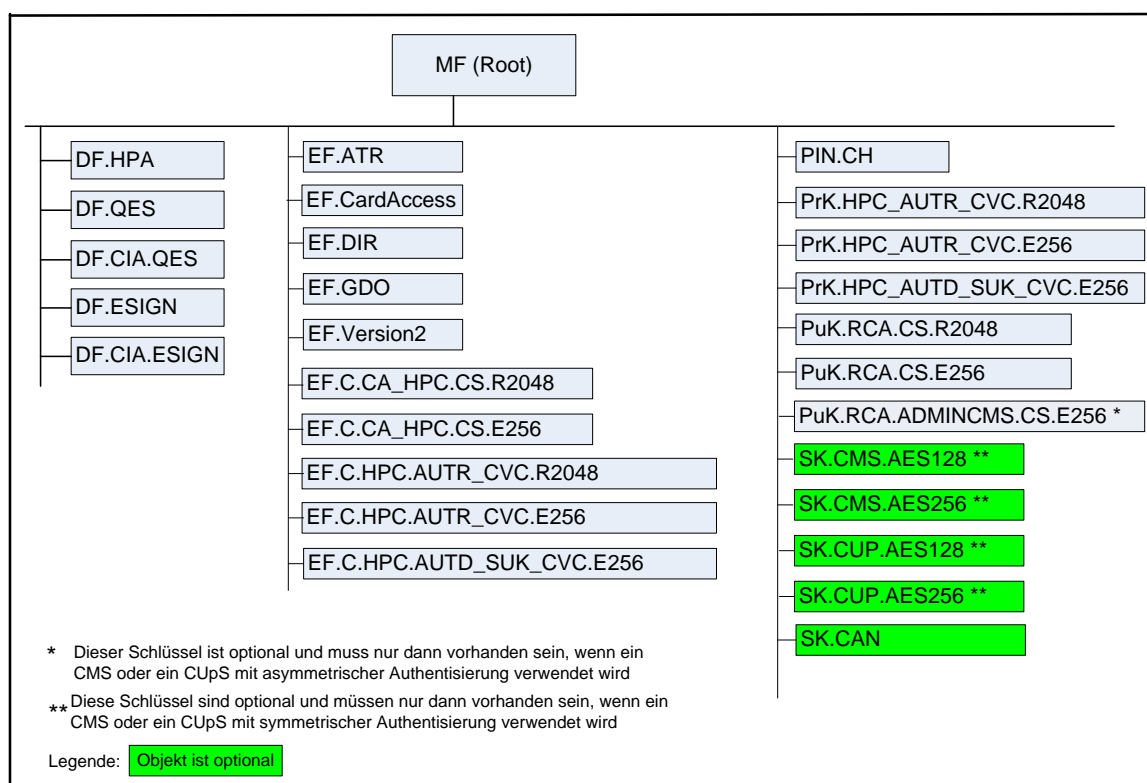 MF (Root)
DF.HPA
DF.QES
DF.CIA.QES
DF.ESIGN
DF.CIA.ESIGN
EF.ATR
EF.CardAccess
EF.DIR
EF.GDO
EF.Version2
EF.C.CA_HPC.CS.R2048
EF.C.CA_HPC.CS.E256
EF.C.HPC.AUTR_CVC.R2048
EF.C.HPC.AUTR_CVC.E256
EF.C.HPC.AUTD_SUK_CVC.E256
PIN.CH
PrK.HPC_AUTR_CVC.R2048
PrK.HPC_AUTR_CVC.E256
PrK.HPC_AUTD_SUK_CVC.E256
PuK.RCA.CS.R2048
PuK.RCA.CS.E256
PuK.RCA.ADMINCMS.CS.E256 *
SK.CMS.AES128 **
SK.CMS.AES256 **
SK.CUP.AES128 **
SK.CUP.AES256 **
SK.CAN
* Dieser Schlüssel ist optional und muss nur dann vorhanden sein, wenn ein
CMS oder ein CUpS mit asymmetrischer Authentisierung verwendet wird
** Diese Schlüssel sind optional und müssen nur dann vorhanden sein, wenn ein
CMS oder ein CUpS mit symmetrischer Authentisierung verwendet wird
Legende: Objekt ist optional